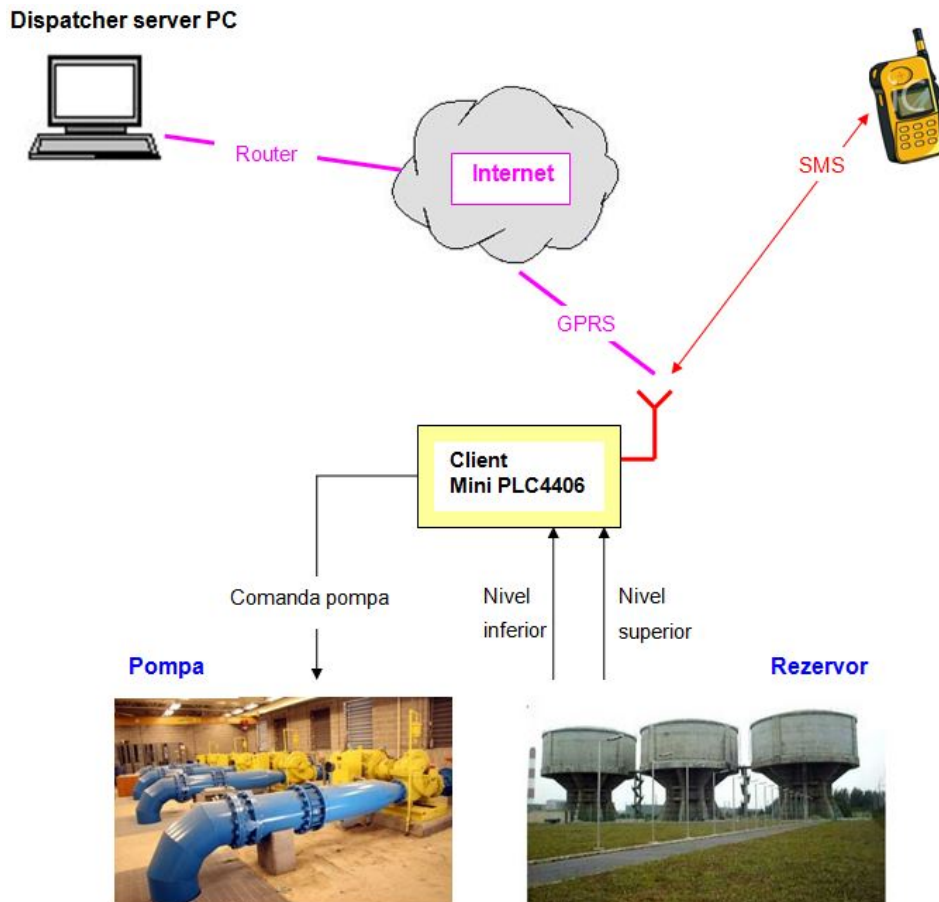 Dispatcher server PC
Router
Internet
SMS
GPRS
Client
Mini PLC4406
Comanda pompa
Nivel
inferior
Nivel
superior
Pompa
Rezervor